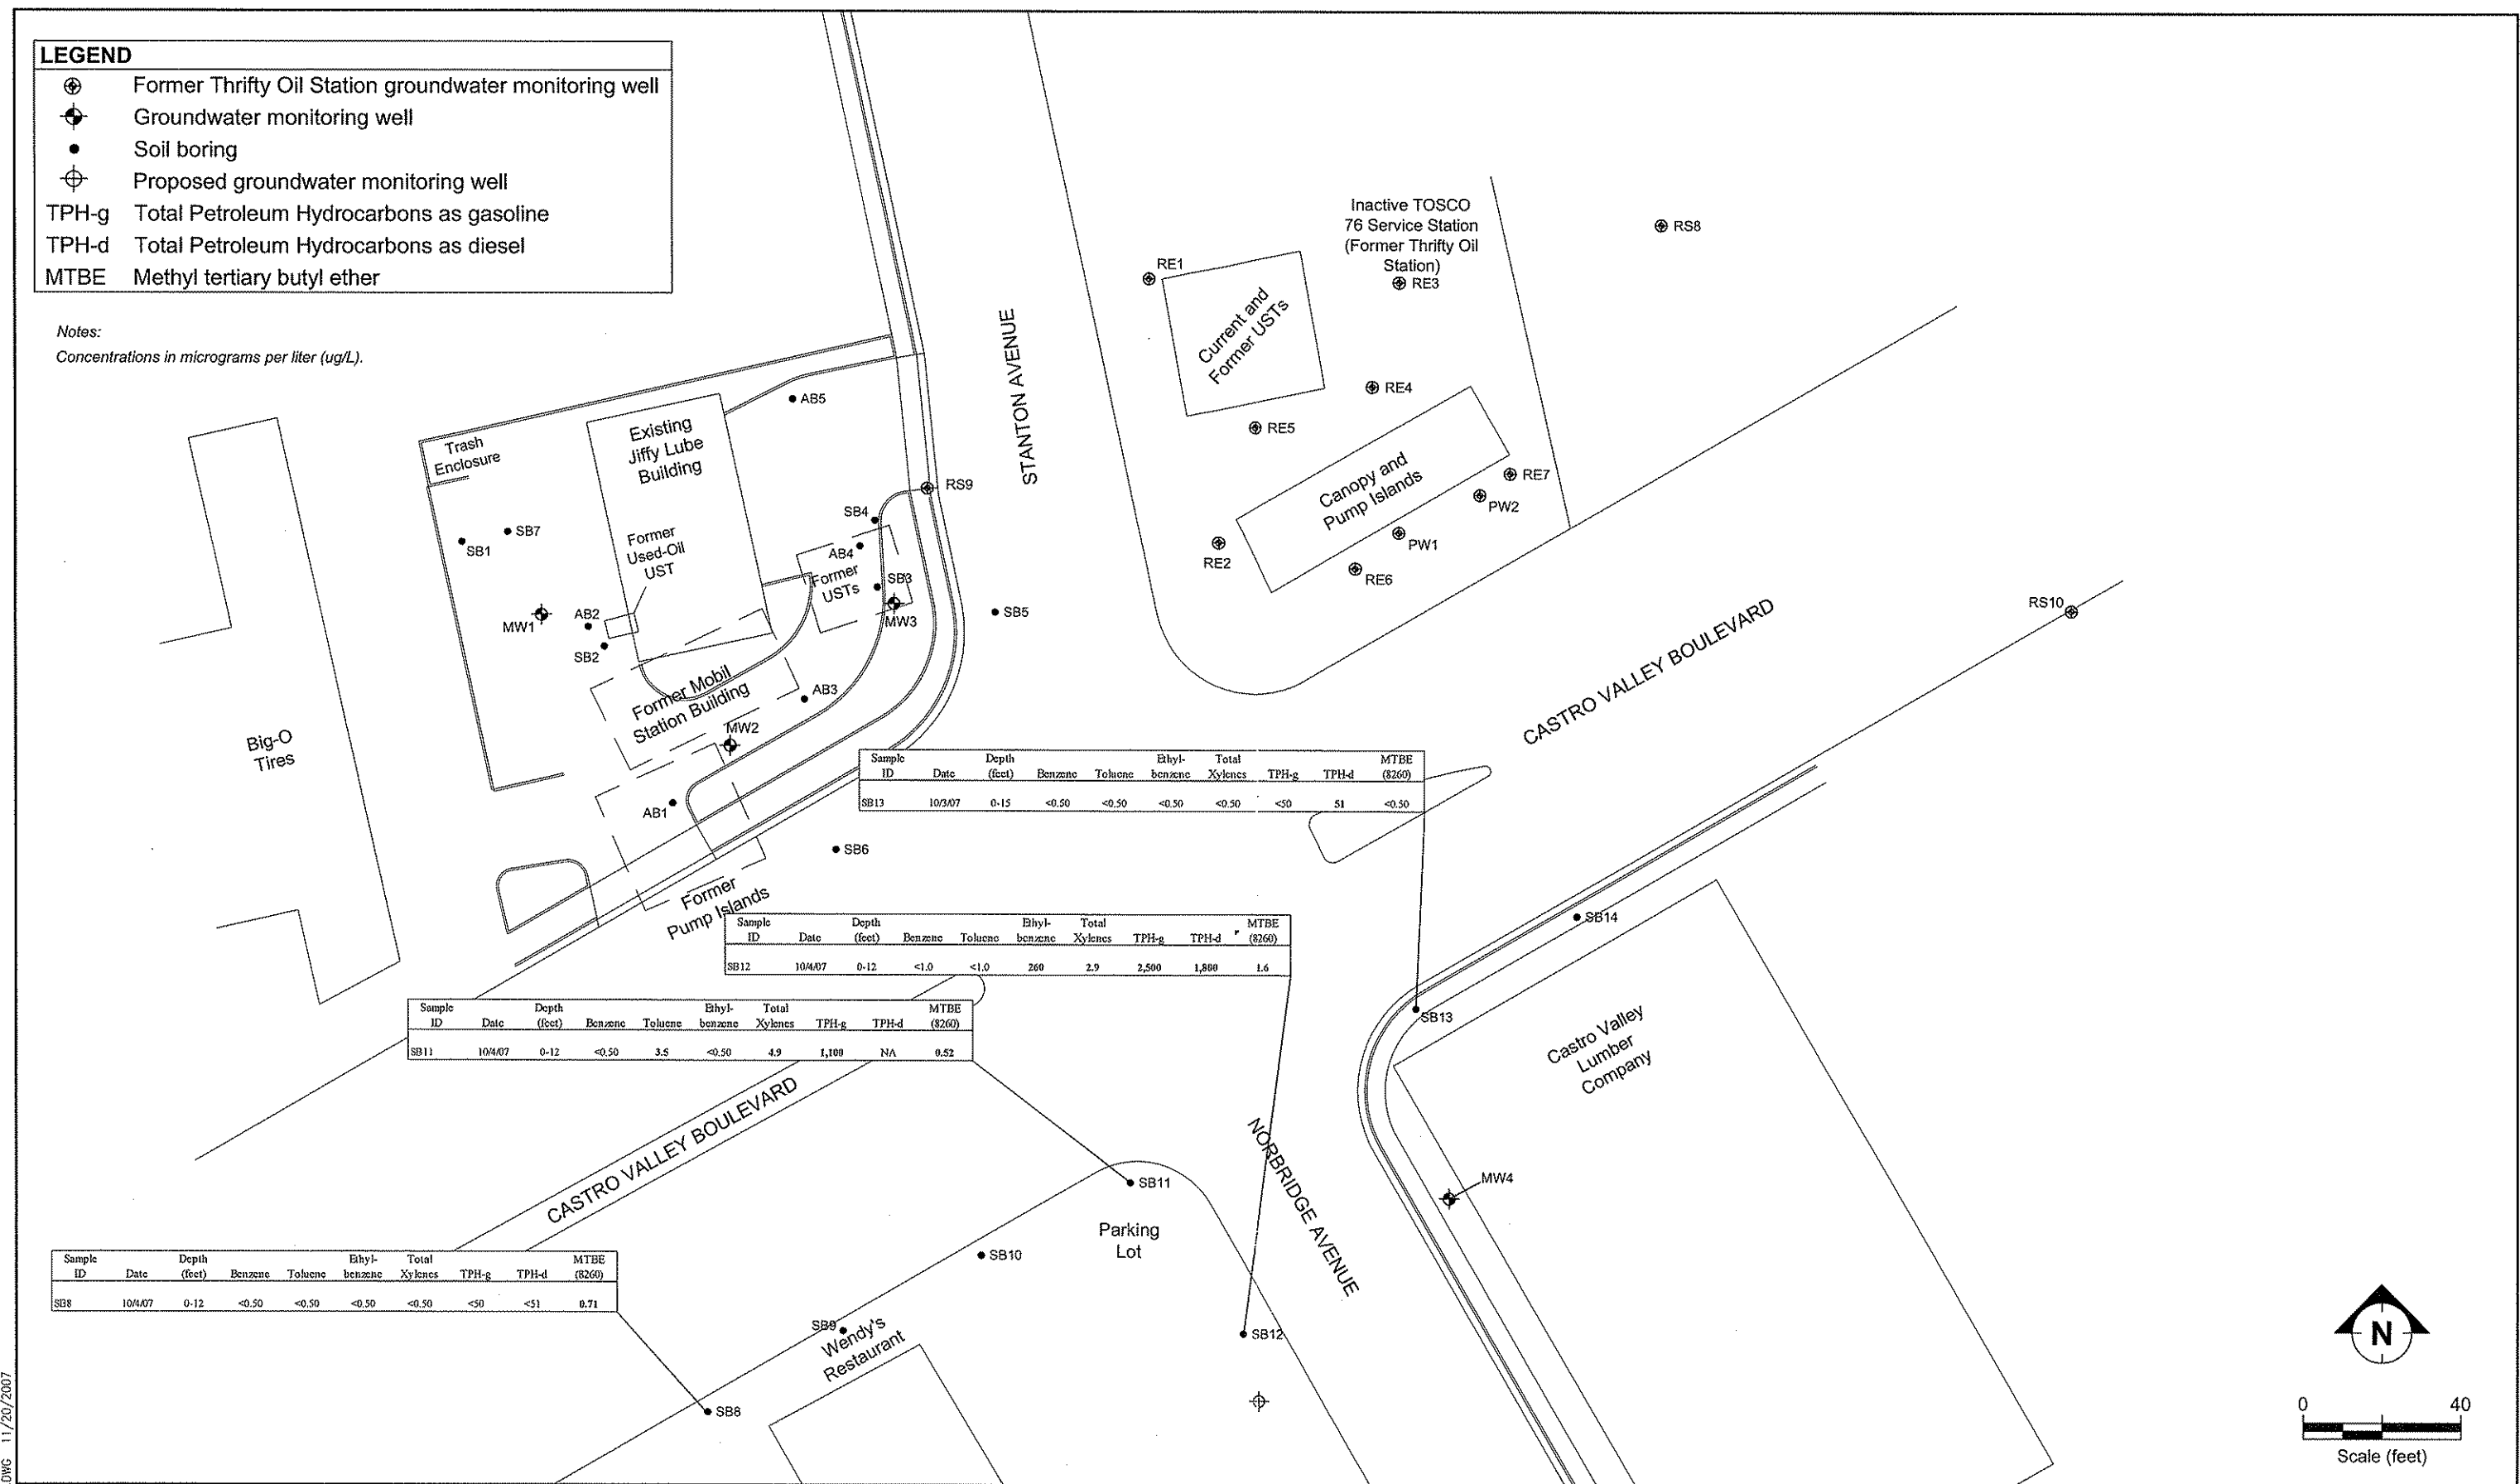 LEGEND
Former Thrifty Oil Station groundwater monitoring well
Groundwater monitoring well
Soil boring
Proposed groundwater monitoring well
TPH-g Total Petroleum Hydrocarbons as gasoline
TPH-d Total Petroleum Hydrocarbons as diesel
MTBE Methyl tertiary butyl ether
Notes:
Concentrations in micrograms per liter (ug/L).
Inactive TOSCO
76 Service Station
(Former Thrifty Oil
Station)
RE3
RS8
RE1
Current and
Former USTs
STANTON AVENUE
RE4
RE5
AB5
Existing
Jiffy Lube
Building
Trash
Enclosure
Canopy and
Pump Islands
RE7
PW2
PW1
RE6
RE2
RS9
SB4
AB4
Former
USTs
SB3
MW3
SB5
SB7
SB1
Former
Used-Oil
UST
MW1
AB2
SB2
RS10
CASTRO VALLEY BOULEVARD
Former Mobil
Station Building
AB3
MW2
Big-O
Tires
AB1
SB6
Former
Pump Islands
Sample Depth Ethyl- Total MTBE
ID Date (feet) Benzene Toluene benzene Xylenes TPH-g TPH-d (8260)
SB13 10/3/07 0-15 <0.50 <0.50 <0.50 <0.50 <50 51 <0.50
Sample Depth Ethyl- Total MTBE
ID Date (feet) Benzene Toluene benzene Xylenes TPH-g TPH-d (8260)
SB12 10/4/07 0-12 <1.0 <1.0 260 2.9 2,500 1,800 1.6
Sample Depth Ethyl- Total MTBE
ID Date (feet) Benzene Toluene benzene Xylenes TPH-g TPH-d (8260)
SB11 10/4/07 0-12 <0.50 3.5 <0.50 4.9 1,100 NA 0.52
SB14
SB13
Castro Valley
Lumber
Company
CASTRO VALLEY BOULEVARD
NORBRIDGE AVENUE
MW4
SB11
Parking
Lot
SB10
Sample Depth Ethyl- Total MTBE
ID Date (feet) Benzene Toluene benzene Xylenes TPH-g TPH-d (8260)
SB8 10/4/07 0-12 <0.50 <0.50 <0.50 <0.50 <50 <51 0.71
SB9
Wendy's
Restaurant
SB12
SB8
N
0 40
Scale (feet)
.DWG 11/20/2007